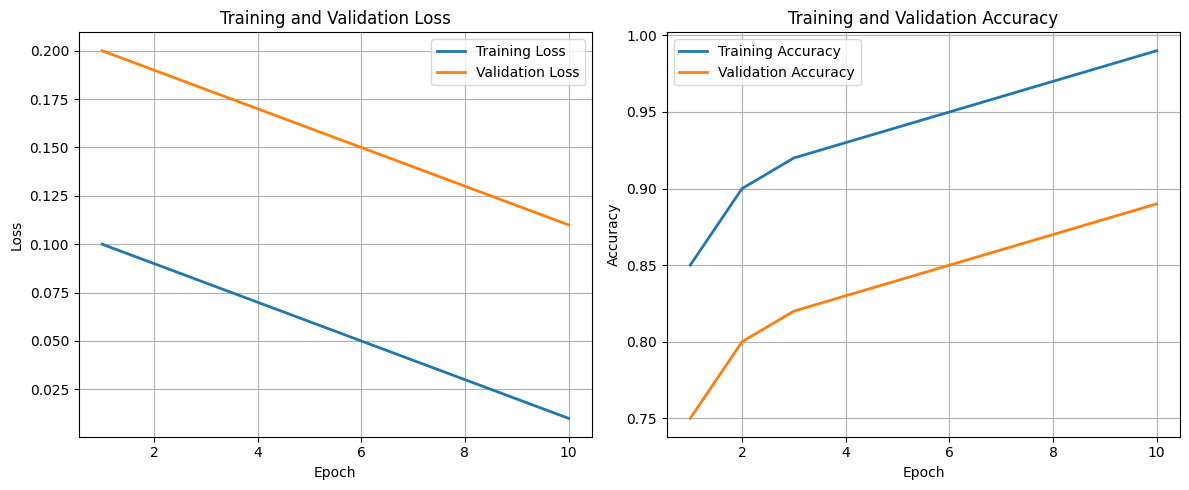 Training and Validation Loss
Training Loss
Validation Loss
0.200
0.175
0.150
0.125
0.100
0.075
0.050
0.025
Loss
2 4 6 8 10
Epoch
Training and Validation Accuracy
Training Accuracy
Validation Accuracy
1.00
0.95
0.90
0.85
0.80
0.75
Accuracy
2 4 6 8 10
Epoch